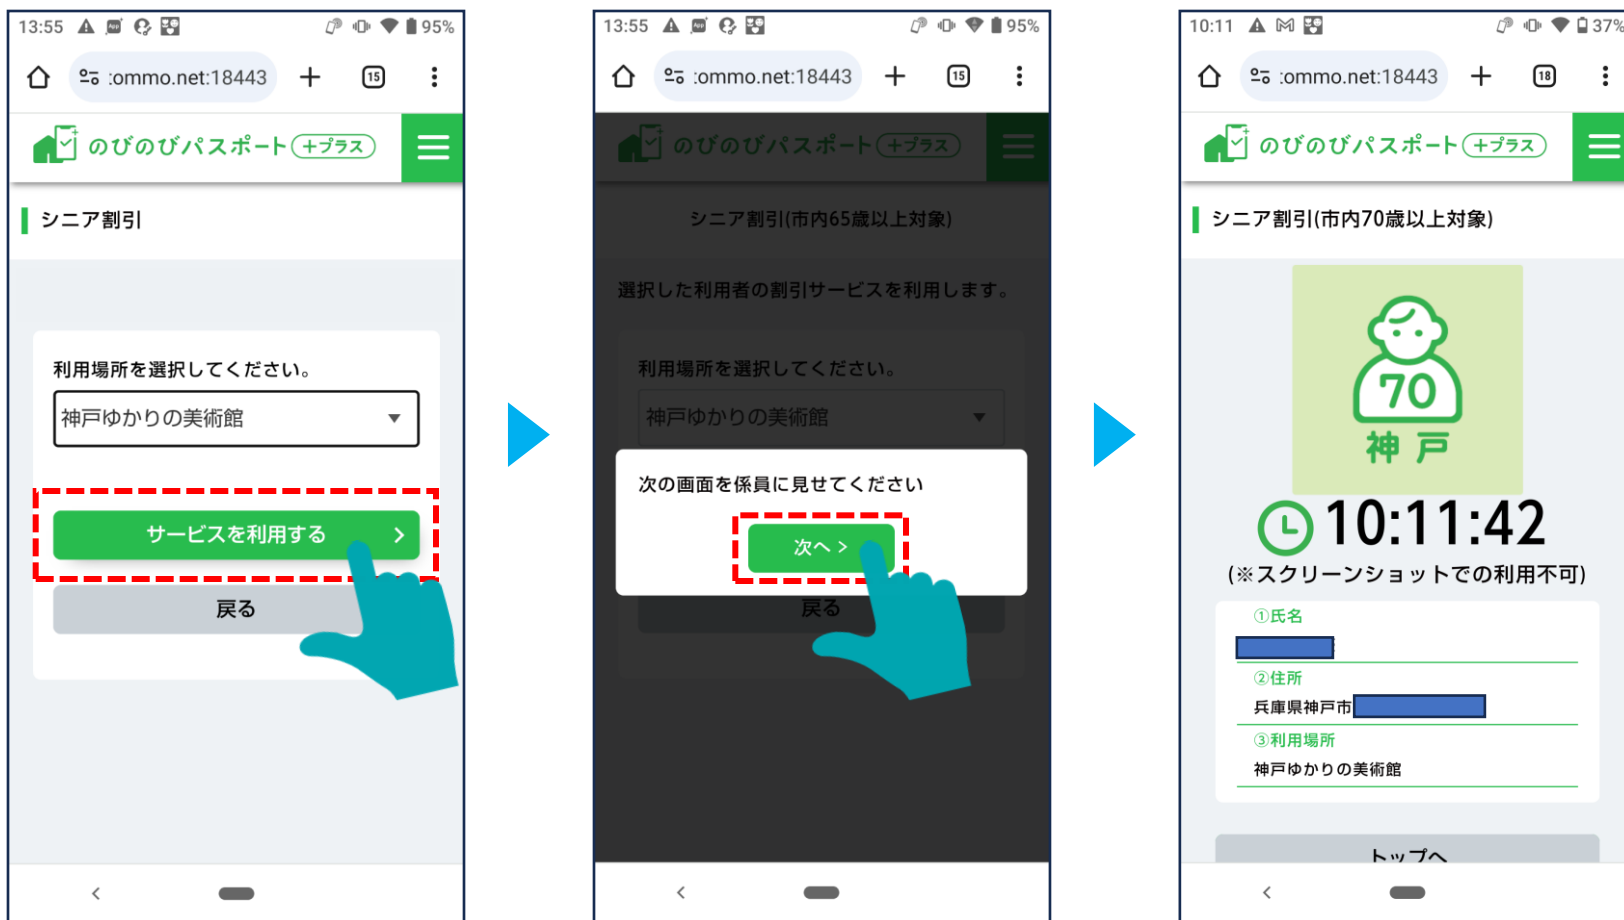 13:55
95%
:ommo.net:18443
15
のびのびパスポート +プラス
シニア割引
利用場所を選択してください。
神戸ゆかりの美術館
サービスを利用する
戻る
13:55
95%
:ommo.net:18443
15
のびのびパスポート +プラス
シニア割引(市内65歳以上対象)
選択した利用者の割引サービスを利用します。
利用場所を選択してください。
神戸ゆかりの美術館
次の画面を係員に見せてください
次へ >
戻る
10:11
37%
:ommo.net:18443
18
のびのびパスポート +プラス
シニア割引(市内70歳以上対象)
70
神戸
10:11:42
(※スクリーンショットでの利用不可)
①氏名
②住所
兵庫県神戸市
③利用場所
神戸ゆかりの美術館
トップへ